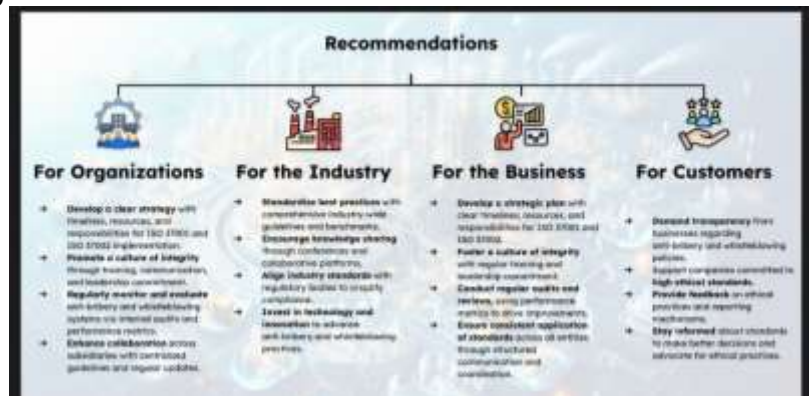 Recommendations
For Organizations
→ Develop a clear strategy with
timelines, resources, and
responsibilities for ISO 37001 and
ISO 37002 implementation.
→ Promote a culture of integrity
through training, communication,
and leadership commitment.
→ Regularly monitor and evaluate
anti-bribery and whistleblowing
systems via internal audits and
performance metrics.
→ Enhance collaboration across
subsidiaries with centralized
guidelines and regular updates.
For the Industry
→ Standardize best practices with
comprehensive industry-wide
guidelines and benchmarks.
→ Encourage knowledge sharing
through conferences and
collaborative platforms.
→ Align industry standards with
regulatory bodies to simplify
compliance.
→ Invest in technology and
innovation to advance
anti-bribery and whistleblowing
practices.
For the Business
→ Develop a strategic plan with
clear timelines, resources, and
responsibilities for ISO 37001 and
ISO 37002.
→ Foster a culture of integrity
with regular training and
leadership commitment.
→ Conduct regular audits and
reviews, using performance
metrics to drive improvements.
→ Ensure consistent application
of standards across all entities
through structured
communication and
coordination.
For Customers
→ Demand transparency from
businesses regarding
anti-bribery and whistleblowing
policies.
→ Support companies committed to
high ethical standards.
→ Provide feedback on ethical
practices and reporting
mechanisms.
→ Stay informed about standards
to make better decisions and
advocate for ethical practices.